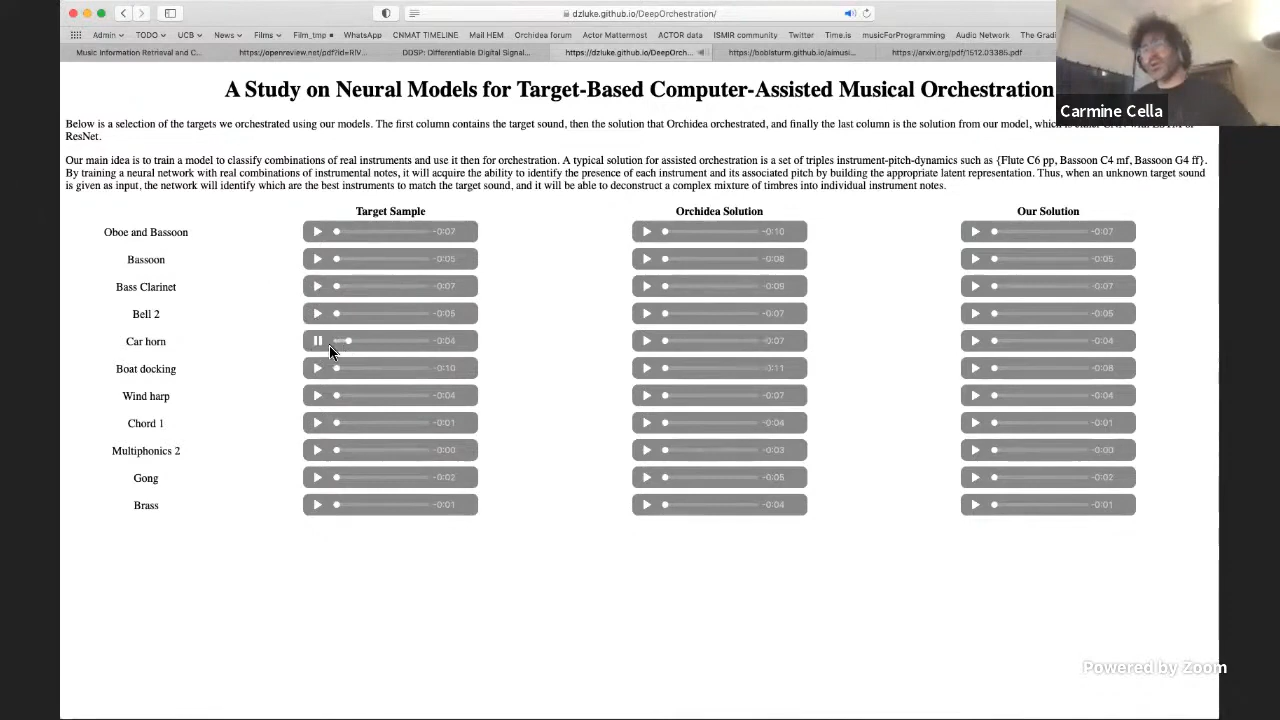 dzluke.github.io/DeepOrchestration/
Admin TODO UCB News Films Film_tmp WhatsApp CNMAT TIMELINE Mail HEM Orchidea forum Actor Mattermost ACTOR data ISMIR community Twitter Time.is musicForProgramming Audio Network The Gradi
Music Information Retrieval and C... https://openreview.net/pdf?id=RIV... DDSP: Differentiable Digital Signal... https://dzluke.github.io/DeepOrch... https://boblsturm.github.io/aimusi... https://arxiv.org/pdf/1512.03385.pdf
Carmine Cella
A Study on Neural Models for Target-Based Computer-Assisted Musical Orchestration
Below is a selection of the targets we orchestrated using our models. The first column contains the target sound, then the solution that Orchidea orchestrated, and finally the last column is the solution from our model, which
ResNet.
Our main idea is to train a model to classify combinations of real instruments and use it then for orchestration. A typical solution for assisted orchestration is a set of triples instrument-pitch-dynamics such as {Flute C6 pp, Bassoon C4 mf, Bassoon G4 ff}.
By training a neural network with real combinations of instrumental notes, it will acquire the ability to identify the presence of each instrument and its associated pitch by building the appropriate latent representation. Thus, when an unknown target sound
is given as input, the network will identify which are the best instruments to match the target sound, and it will be able to deconstruct a complex mixture of timbres into individual instrument notes.
Target Sample Orchidea Solution Our Solution
Oboe and Bassoon -0:07 -0:10 -0:07
Bassoon -0:05 -0:08 -0:05
Bass Clarinet -0:07 -0:09 -0:07
Bell 2 -0:05 -0:07 -0:05
Car horn -0:04 -0:07 -0:04
Boat docking -0:10 -0:11 -0:08
Wind harp -0:04 -0:07 -0:04
Chord 1 -0:01 -0:04 -0:01
Multiphonics 2 -0:00 -0:03 -0:00
Gong -0:02 -0:05 -0:02
Brass -0:01 -0:04 -0:01
Powered by Zoom